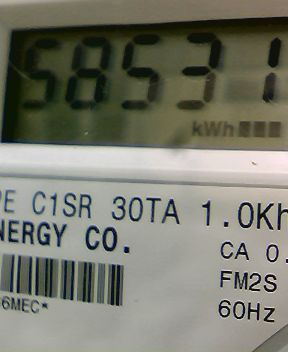 58531
kWh
PE C1SR 30TA 1.0Kh
NERGY CO.
CA 0.
FM2S
6MEC*
60Hz